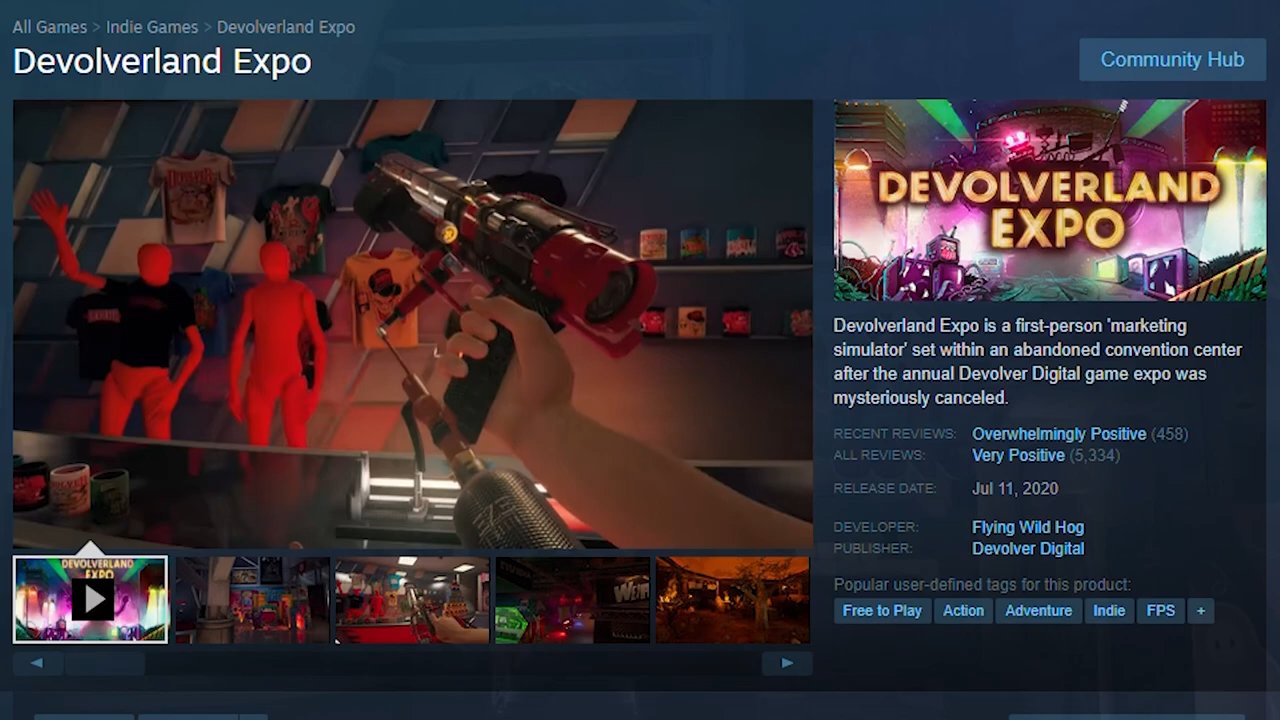 All Games > Indie Games > Devolverland Expo
Devolverland Expo
Community Hub
DEVOLVERLAND
EXPO
Devolverland Expo is a first-person 'marketing
simulator' set within an abandoned convention center
after the annual Devolver Digital game expo was
mysteriously canceled.
RECENT REVIEWS: Overwhelmingly Positive (458)
ALL REVIEWS: Very Positive (5,334)
RELEASE DATE: Jul 11, 2020
DEVELOPER: Flying Wild Hog
PUBLISHER: Devolver Digital
Popular user-defined tags for this product:
Free to Play Action Adventure Indie FPS +
DEVOLVERLAND
EXPO